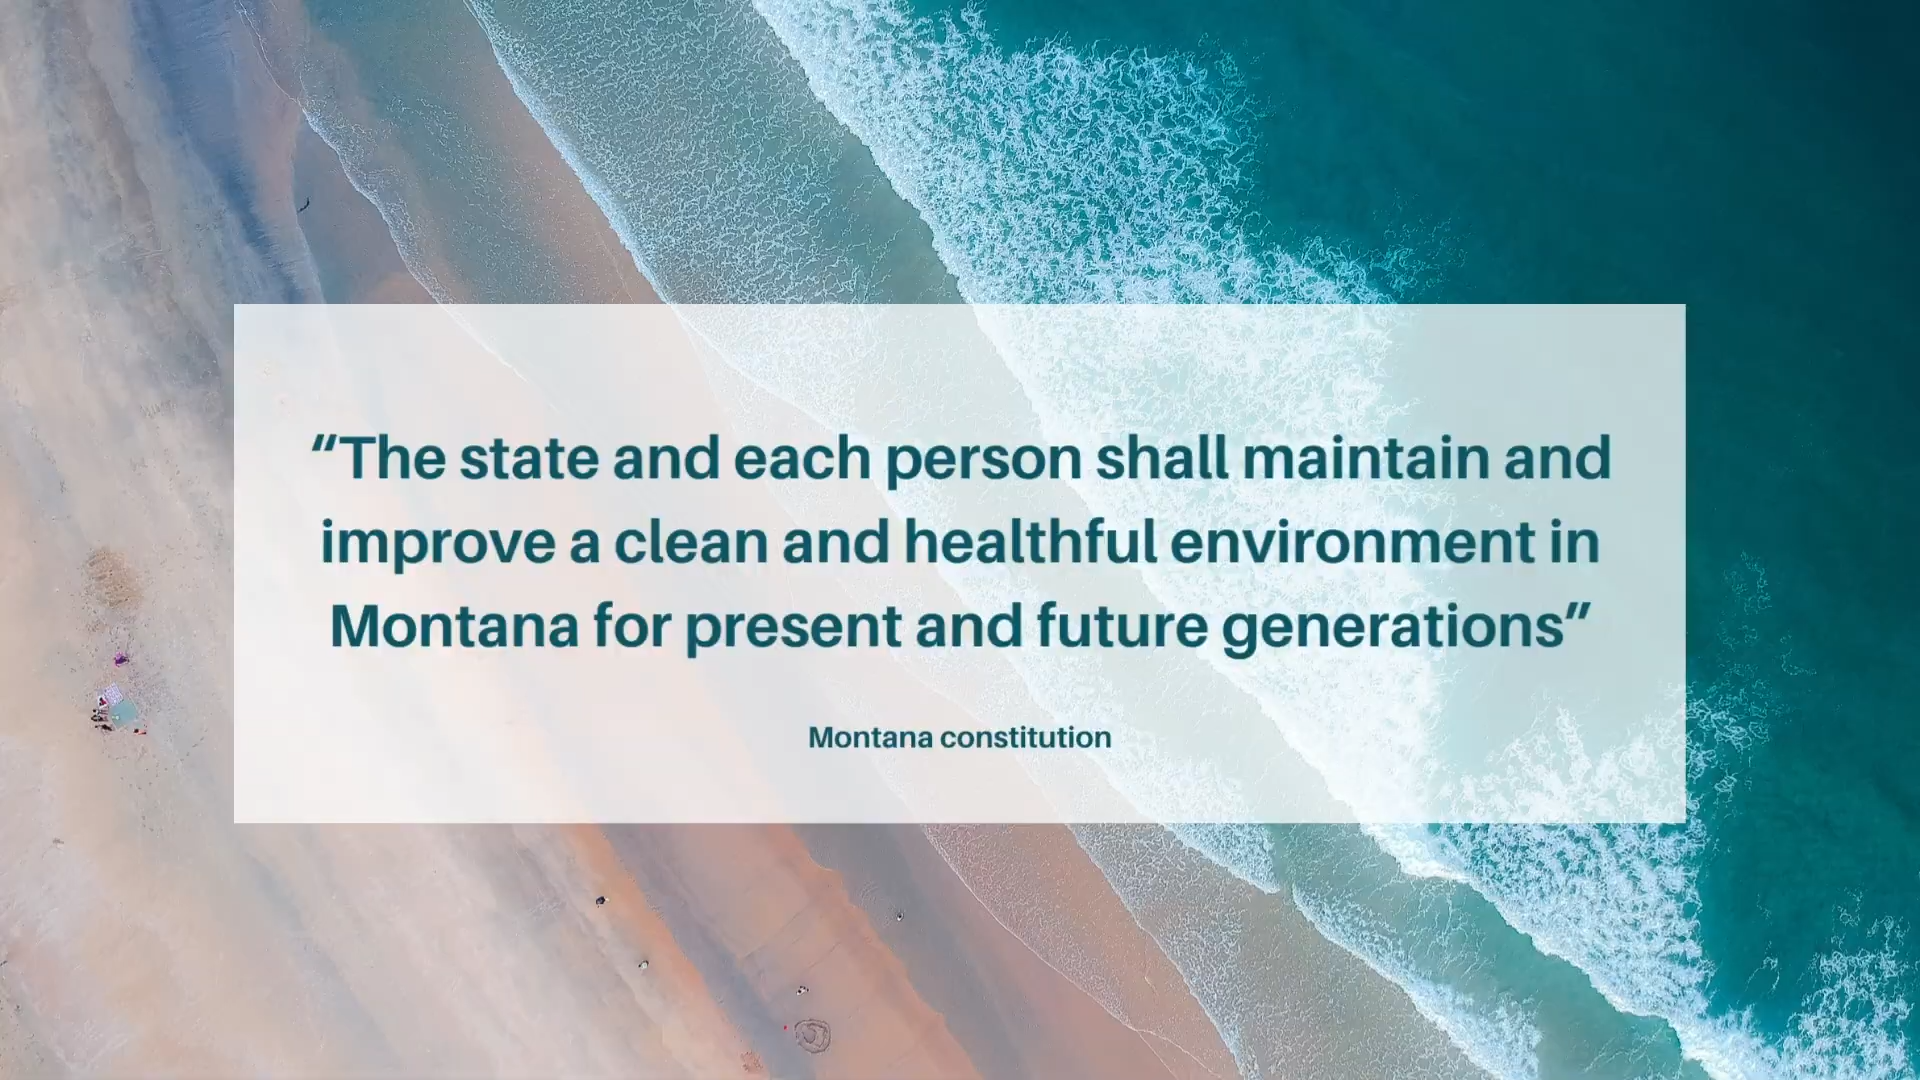 “The state and each person shall maintain and
improve a clean and healthful environment in
Montana for present and future generations”
Montana constitution